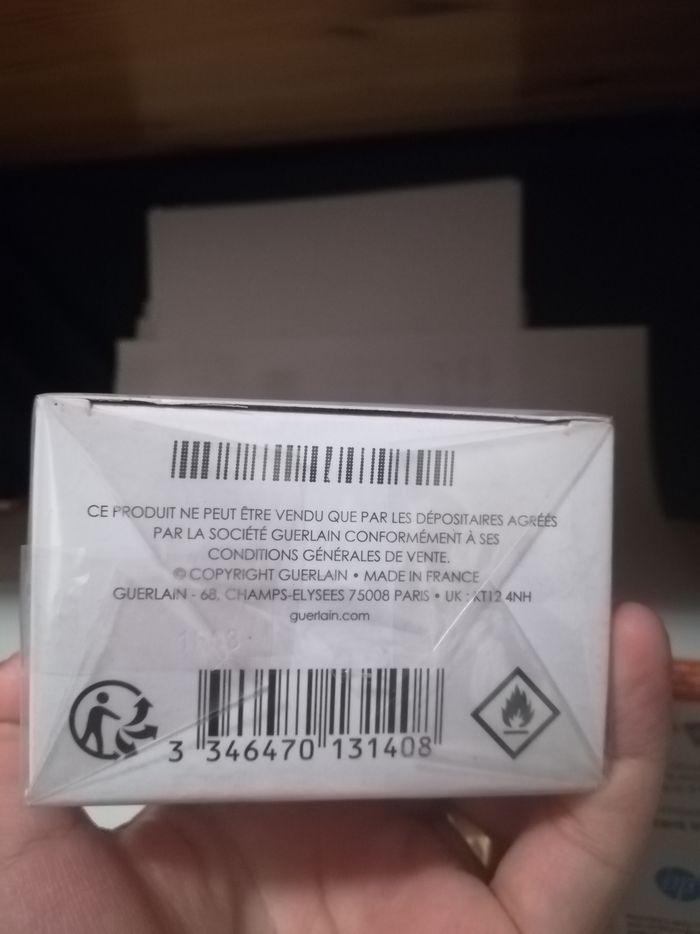 CE PRODUIT NE PEUT ÊTRE VENDU QUE PAR LES DÉPOSITAIRES AGRÉÉS
PAR LA SOCIÉTÉ GUERLAIN CONFORMÉMENT À SES
CONDITIONS GÉNÉRALES DE VENTE.
© COPYRIGHT GUERLAIN • MADE IN FRANCE
GUERLAIN - 68, CHAMPS-ELYSEES 75008 PARIS • UK : KT12 4NH
guerlain.com
3 346470 131408
hp